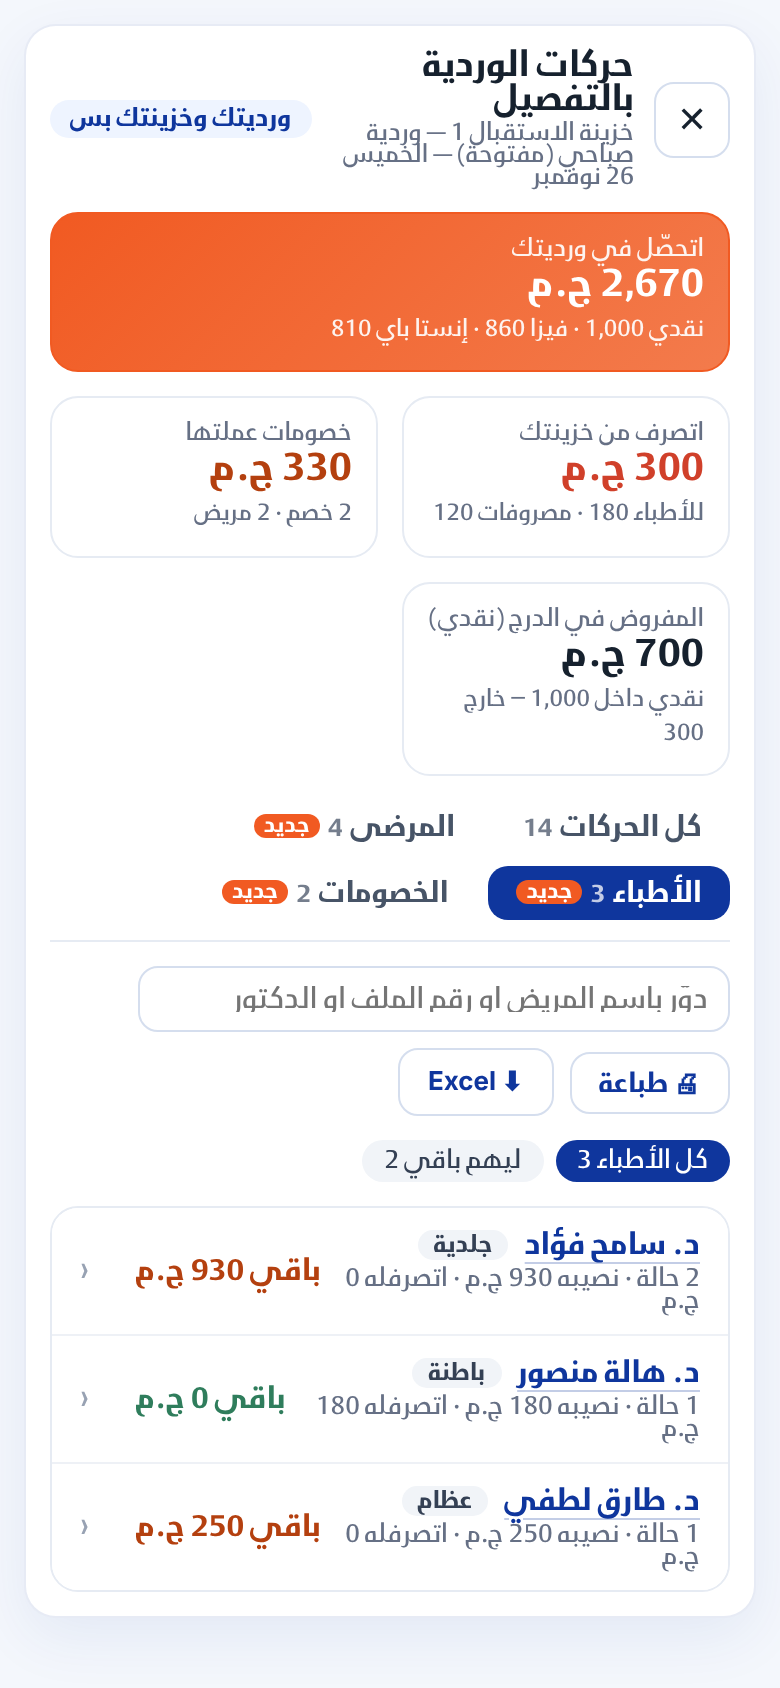 حركات الوردية
بالتفصيل
خزينة الاستقبال 1 — وردية
صباحي (مفتوحة) — الخميس
26 نوفمبر
ورديتك وخزينتك بس
اتحصّل في ورديتك
2,670 ج.م
نقدي 1,000 · فيزا 860 · إنستا باي 810
اتصرف من خزينتك
300 ج.م
للأطباء 180 · مصروفات 120
خصومات عملتها
330 ج.م
2 خصم · 2 مريض
المفروض في الدرج (نقدي)
700 ج.م
نقدي داخل 1,000 − خارج
300
كل الحركات 14
المرضى 4 جديد
الأطباء 3 جديد
الخصومات 2 جديد
دوّر باسم المريض او رقم الملف او الدكتور
🖨 طباعة
⬇ Excel
كل الأطباء 3
ليهم باقي 2
د. سامح فؤاد جلدية
2 حالة · نصيبه 930 ج.م · اتصرفله 0
ج.م
باقي 930 ج.م
د. هالة منصور باطنة
1 حالة · نصيبه 180 ج.م · اتصرفله 180
ج.م
باقي 0 ج.م
د. طارق لطفي عظام
1 حالة · نصيبه 250 ج.م · اتصرفله 0
ج.م
باقي 250 ج.م